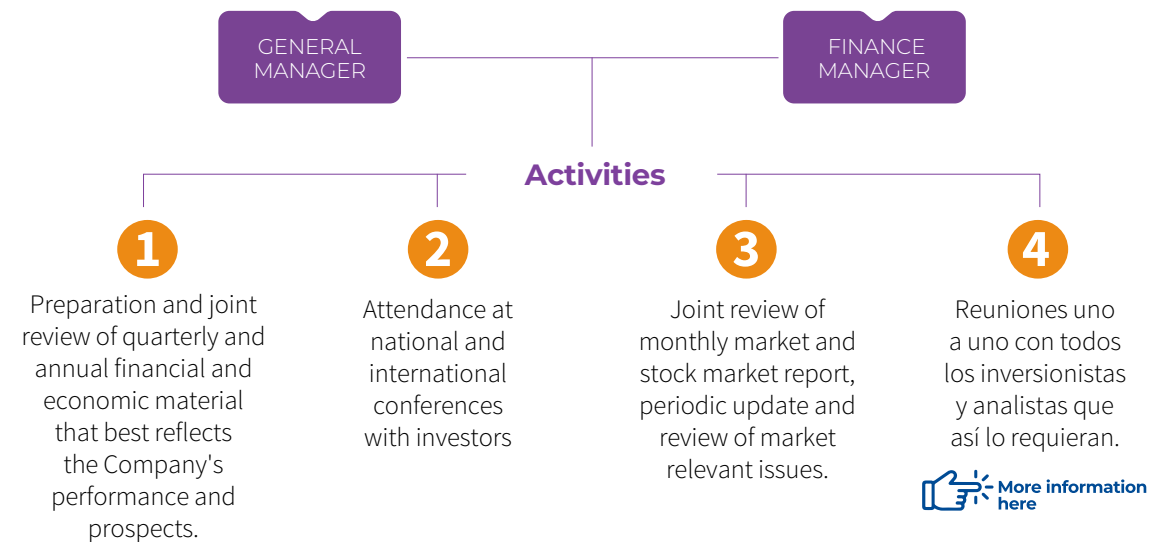 GENERAL
MANAGER
FINANCE
MANAGER
Activities
1
Preparation and joint
review of quarterly and
annual financial and
economic material
that best reflects
the Company's
performance and
prospects.
2
Attendance at
national and
international
conferences
with investors
3
Joint review of
monthly market and
stock market report,
periodic update and
review of market
relevant issues.
4
Reuniones uno
a uno con todos
los inversionistas
y analistas que
así lo requieran.
More information
here